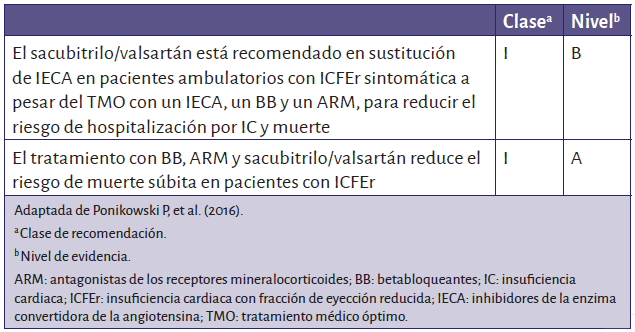 Claseª Nivelᵇ
El sacubitrilo/valsartán está recomendado en sustitución I B
de IECA en pacientes ambulatorios con ICFEr sintomática a
pesar del TMO con un IECA, un BB y un ARM, para reducir el
riesgo de hospitalización por IC y muerte
El tratamiento con BB, ARM y sacubitrilo/valsartán reduce el I A
riesgo de muerte súbita en pacientes con ICFEr
Adaptada de Ponikowski P, et al. (2016).
ªClase de recomendación.
ᵇNivel de evidencia.
ARM: antagonistas de los receptores mineralocorticoides; BB: betabloqueantes; IC: insuficiencia
cardiaca; ICFEr: insuficiencia cardiaca con fracción de eyección reducida; IECA: inhibidores de la enzima
convertidora de la angiotensina; TMO: tratamiento médico óptimo.